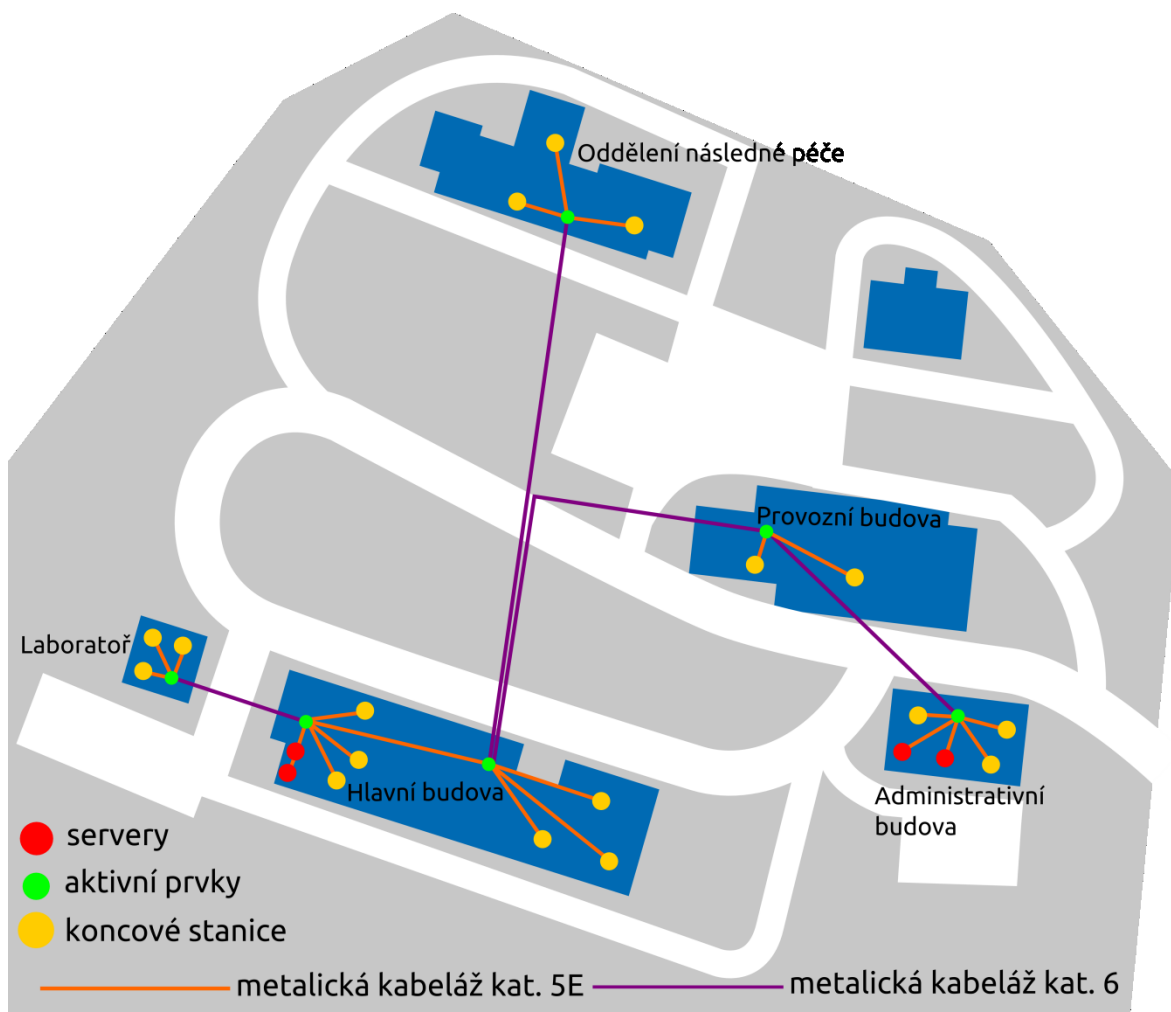 Oddělení následné péče
Provozní budova
Laboratoř
Hlavní budova
Administrativní
budova
servery
aktivní prvky
koncové stanice
metalická kabeláž kat. 5E
metalická kabeláž kat. 6